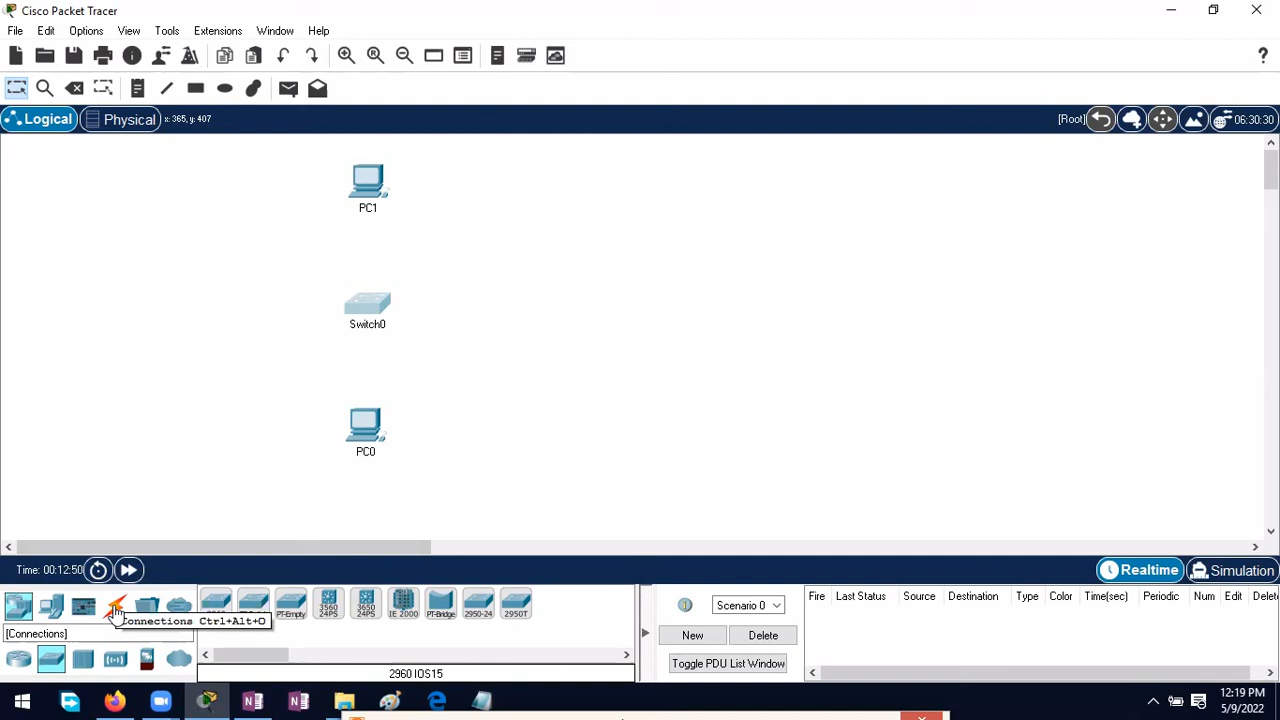 Cisco Packet Tracer
File Edit Options View Tools Extensions Window Help
Logical Physical x: 365, y: 407 [Root] 06:30:30
PC1
Switch0
PC0
Time: 00:12:50 Realtime Simulation
3560 24PS 3650 24PS PT-Empty IE 2000 PT-Bridge 2950-24 2950T
Connections Ctrl+Alt+O
[Connections]
2960 IOS15
Scenario 0
New Delete
Toggle PDU List Window
Fire Last Status Source Destination Type Color Time(sec) Periodic Num Edit Delet
12:19 PM
5/9/2022